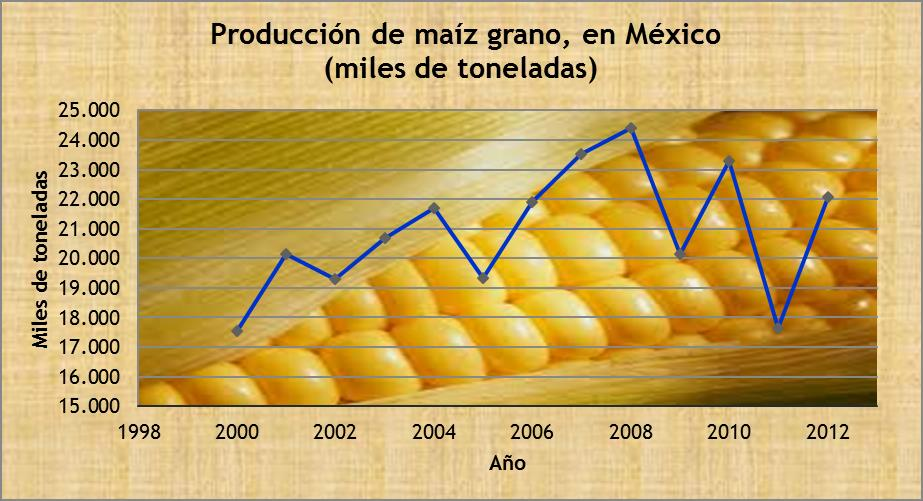 Producción de maíz grano, en México
(miles de toneladas)
Miles de toneladas
25.000
24.000
23.000
22.000
21.000
20.000
19.000
18.000
17.000
16.000
15.000
1998 2000 2002 2004 2006 2008 2010 2012
Año